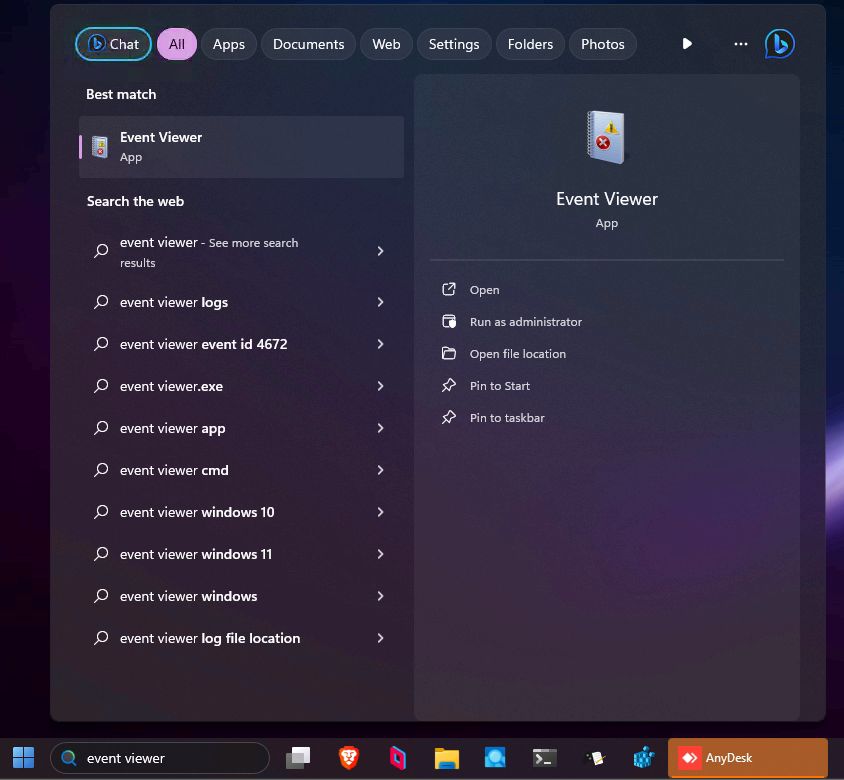 Chat
All
Apps
Documents
Web
Settings
Folders
Photos
Best match
Event Viewer
App
Search the web
event viewer - See more search
results
event viewer logs
event viewer event id 4672
event viewer.exe
event viewer app
event viewer cmd
event viewer windows 10
event viewer windows 11
event viewer windows
event viewer log file location
Event Viewer
App
Open
Run as administrator
Open file location
Pin to Start
Pin to taskbar
event viewer
AnyDesk